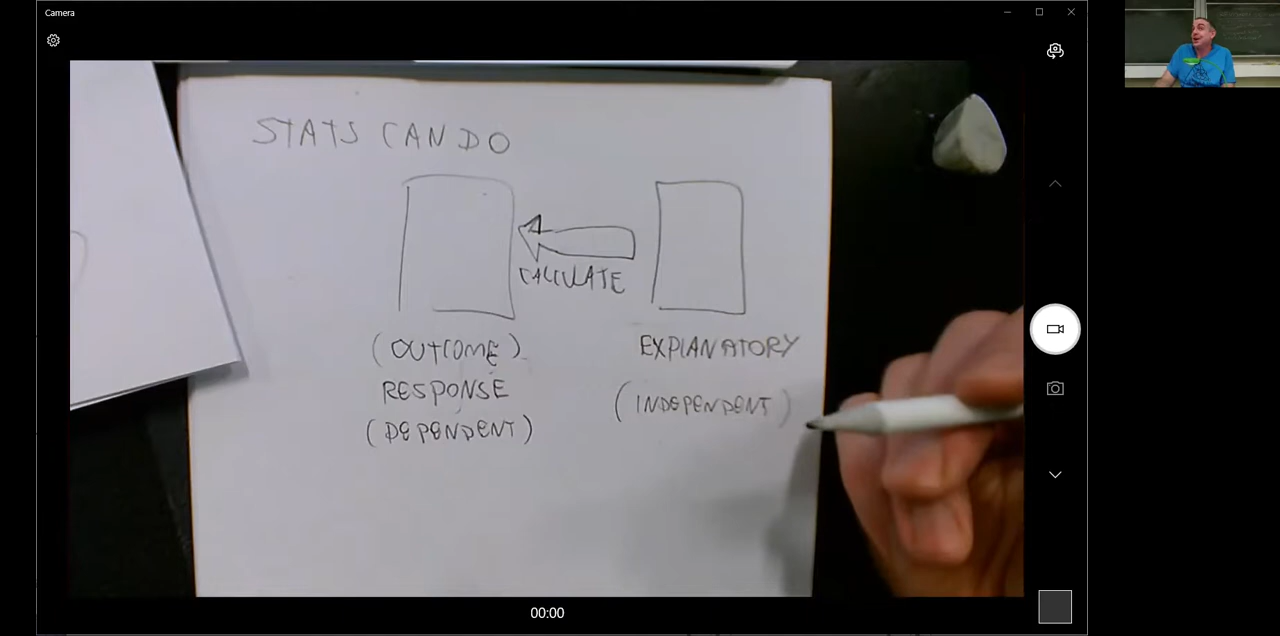 Camera
STATS CAN DO
CALCULATE
(OUTCOME)
EXPLANATORY
RESPONSE
(INDEPENDENT)
(DEPENDENT)
00:00